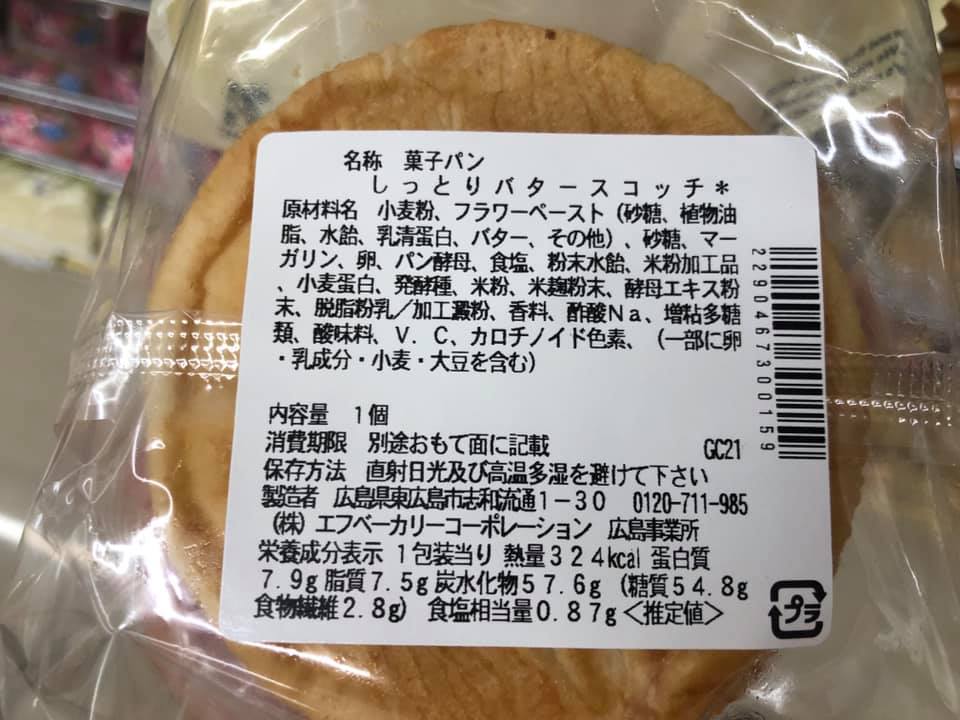 名称 菓子パン
しっとりバタースコッチ*
原材料名 小麦粉、フラワーペースト(砂糖、植物油
脂、水飴、乳清蛋白、バター、その他)、砂糖、マー
ガリン、卵、パン酵母、食塩、粉末水飴、米粉加工品
、小麦蛋白、発酵種、米粉、米麹粉末、酵母エキス粉
末、脱脂粉乳/加工澱粉、香料、酢酸Na、増粘多糖
類、酸味料、V.C、カロチノイド色素、(一部に卵
・乳成分・小麦・大豆を含む)
内容量 1個
消費期限 別途おもて面に記載 GC21
保存方法 直射日光及び高温多湿を避けて下さい
製造者 広島県東広島市志和流通1-30 0120-711-985
(株)エフベーカリーコーポレーション 広島事業所
栄養成分表示 1包装当り 熱量324kcal 蛋白質
7.9g 脂質7.5g 炭水化物57.6g (糖質54.8g
食物繊維2.8g) 食塩相当量0.87g<推定値>
プラ
2290467300159